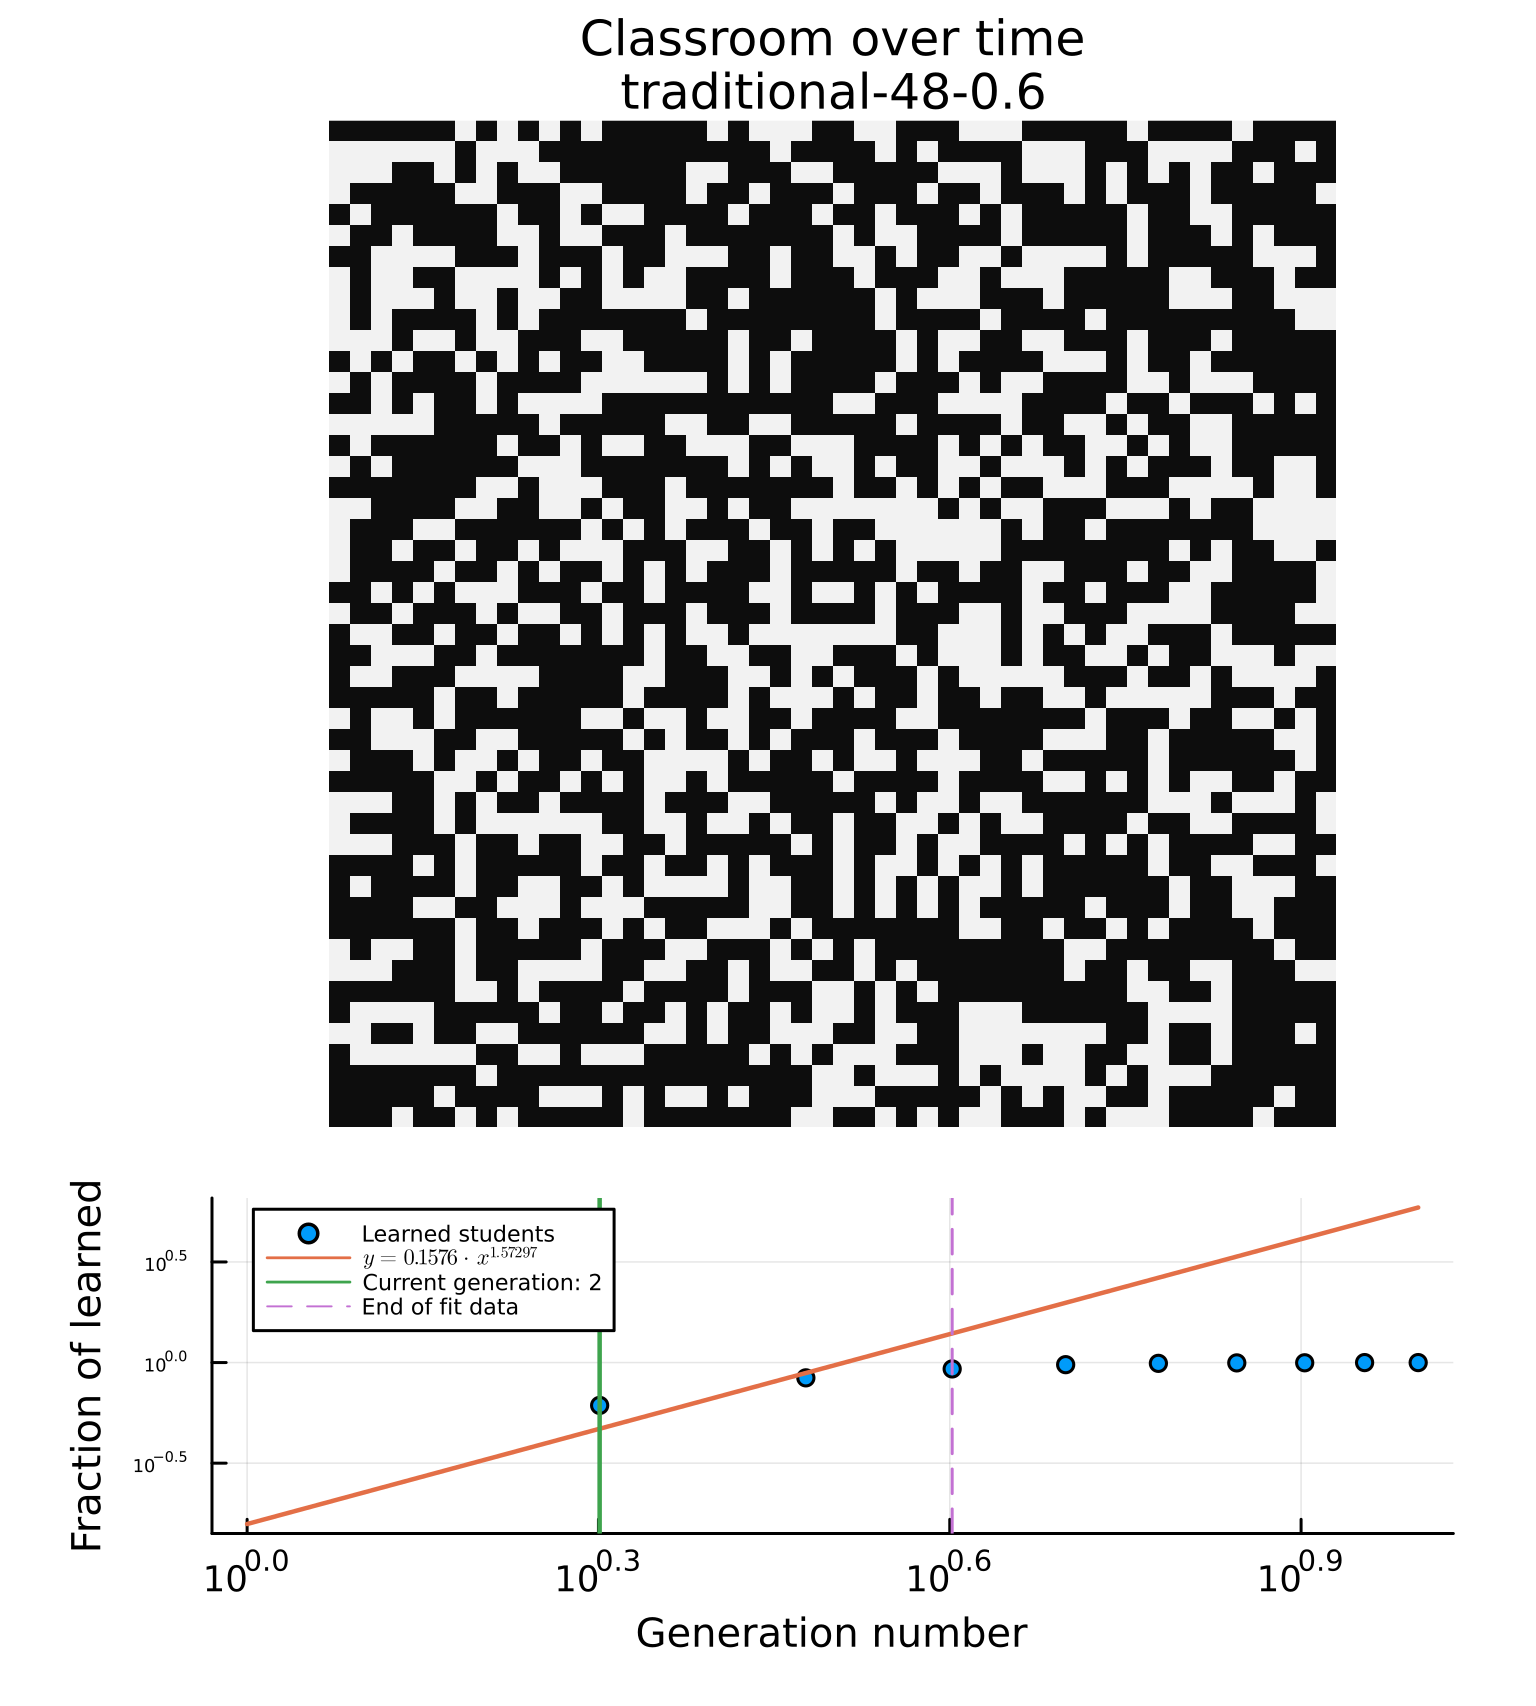 Classroom over time
traditional-48-0.6
Fraction of learned
10^0.5
10^0.0
10^−0.5
Learned students
y = 0.1576 · x^1.57297
Current generation: 2
End of fit data
10^0.0 10^0.3 10^0.6 10^0.9
Generation number